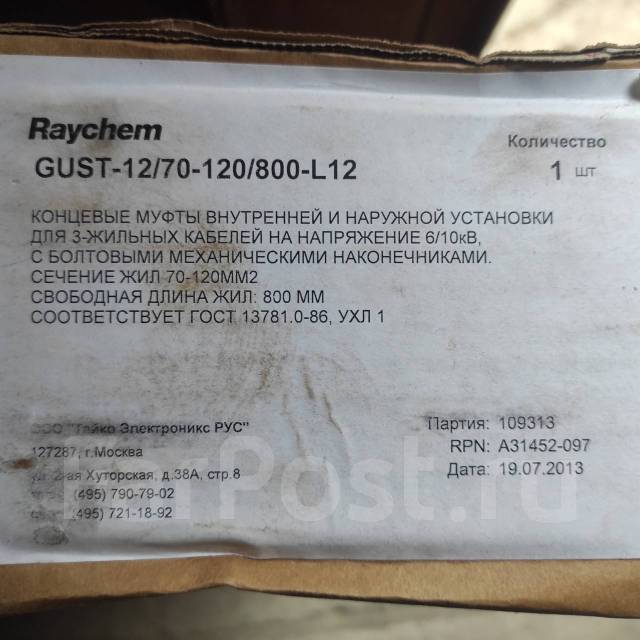 Raychem
Количество
GUST-12/70-120/800-L12
1 шт
КОНЦЕВЫЕ МУФТЫ ВНУТРЕННЕЙ И НАРУЖНОЙ УСТАНОВКИ
ДЛЯ 3-ЖИЛЬНЫХ КАБЕЛЕЙ НА НАПРЯЖЕНИЕ 6/10кВ,
С БОЛТОВЫМИ МЕХАНИЧЕСКИМИ НАКОНЕЧНИКАМИ.
СЕЧЕНИЕ ЖИЛ 70-120ММ2
СВОБОДНАЯ ДЛИНА ЖИЛ: 800 ММ
СООТВЕТСТВУЕТ ГОСТ 13781.0-86, УХЛ 1
ООО "Тайко Электроникс РУС"
127287, г.Москва
Хуторская, д.38А, стр.8
(495) 790-79-02
(495) 721-18-92
Партия: 109313
RPN: A31452-097
Дата: 19.07.2013
FarPost.ru